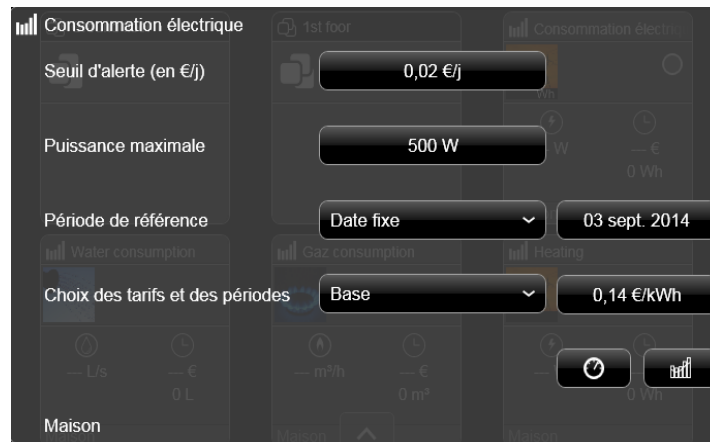 Consommation électrique
1st foor
Consommation électri
Seuil d'alerte (en €/j)
0,02 €/j
Wh
Puissance maximale
500 W
W
— €
0 Wh
Période de référence
Date fixe
03 sept. 2014
Water consumption
Gaz consumption
Heating
Choix des tarifs et des périodes
Base
0,14 €/kWh
— L/s
— €
— m³/h
— €
0 L
0 m³
0 Wh
Maison
Maison
Maison
Maison